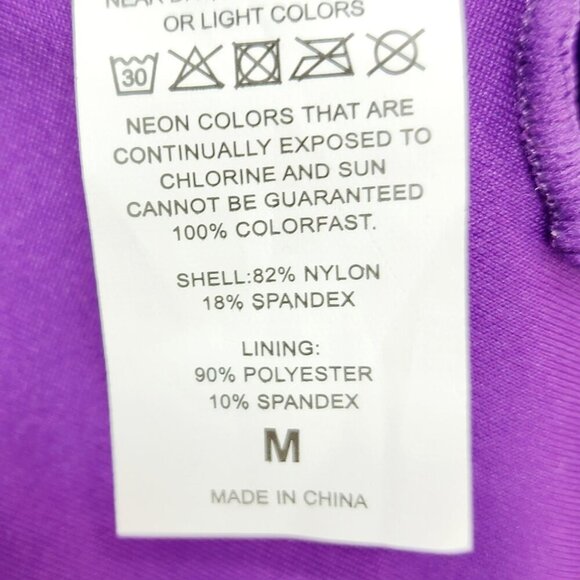 NEAR
OR LIGHT COLORS
30
NEON COLORS THAT ARE
CONTINUALLY EXPOSED TO
CHLORINE AND SUN
CANNOT BE GUARANTEED
100% COLORFAST.
SHELL:82% NYLON
18% SPANDEX
LINING:
90% POLYESTER
10% SPANDEX
M
MADE IN CHINA